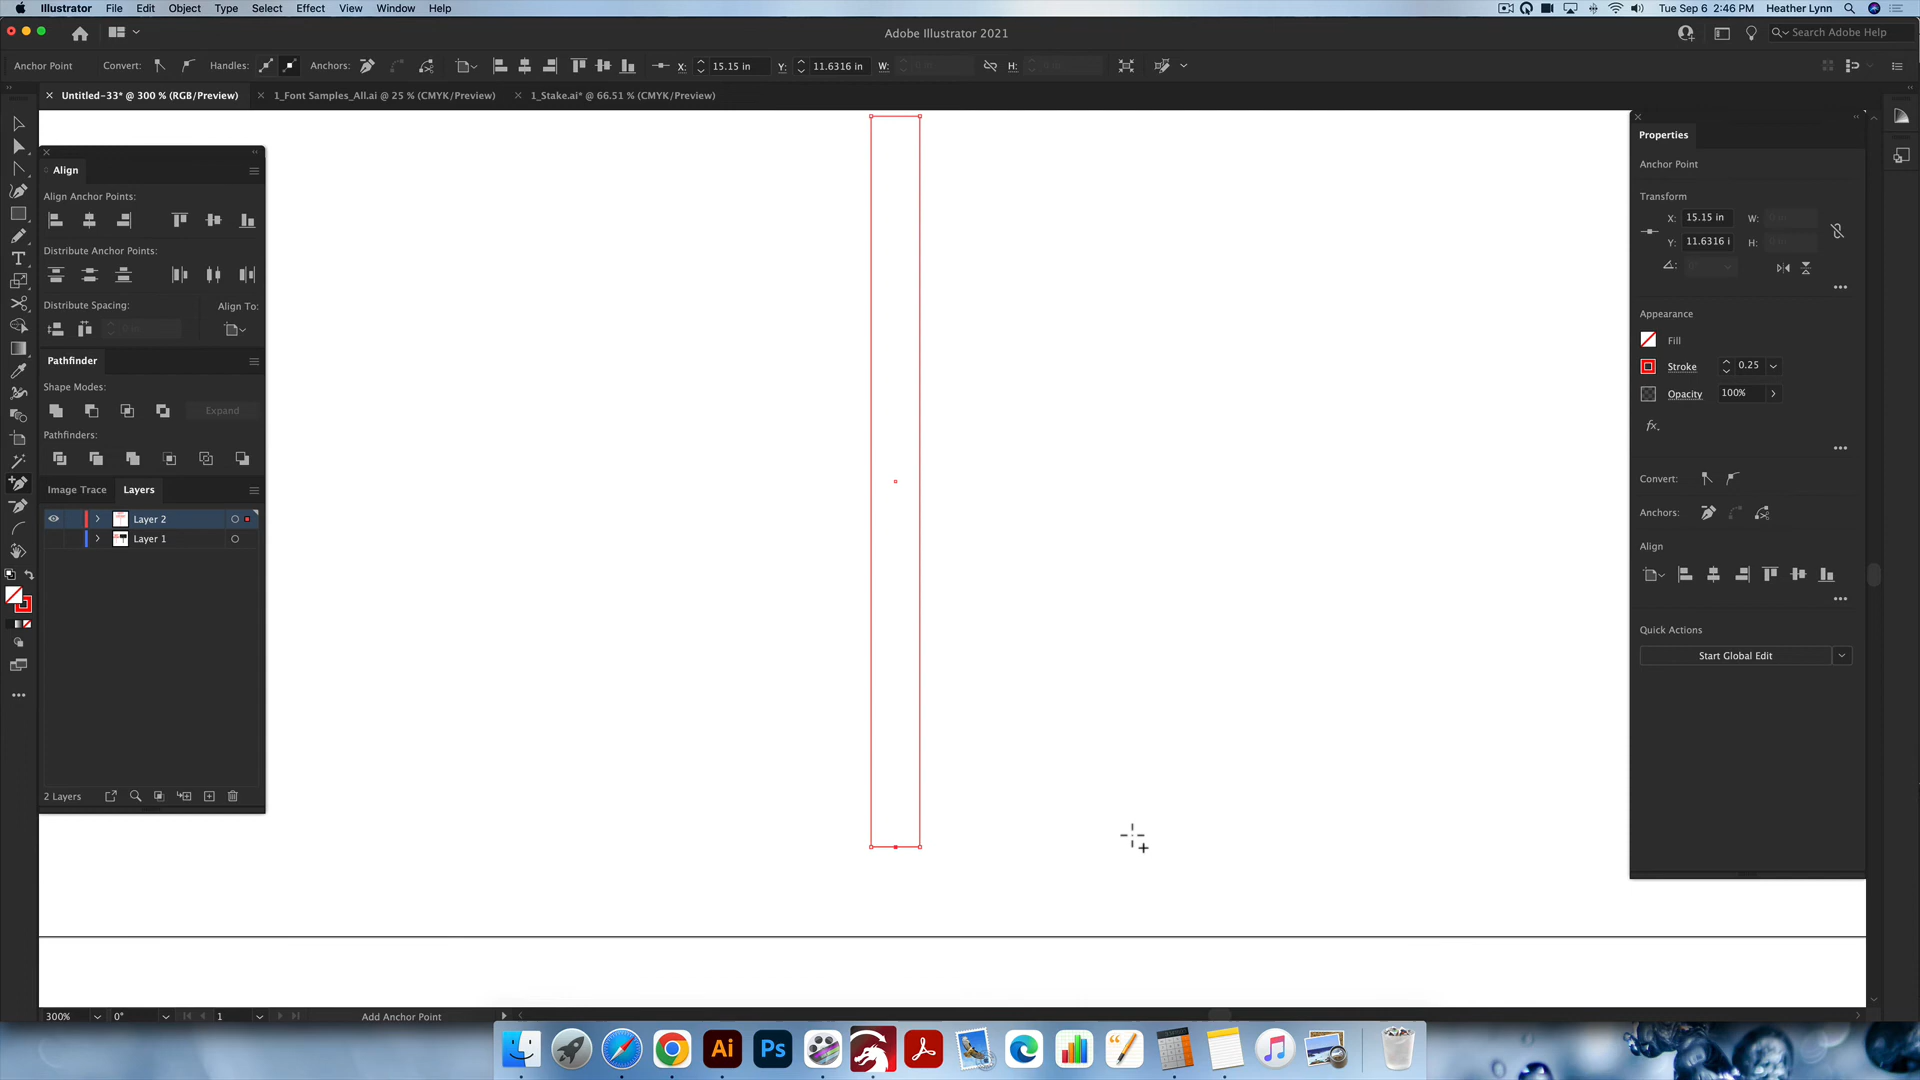 Illustrator File Edit Object Type Select Effect View Window Help
Tue Sep 6 2:46 PM Heather Lynn
Adobe Illustrator 2021
Search Adobe Help
Anchor Point Convert: Handles: Anchors: X: 15.15 in Y: 11.6316 in W: H:
Untitled-33* @ 300 % (RGB/Preview) 1_Font Samples_All.ai @ 25 % (CMYK/Preview) 1_Stake.ai* @ 66.51 % (CMYK/Preview)
Align
Align Anchor Points:
Distribute Anchor Points:
Distribute Spacing: Align To:
Pathfinder
Shape Modes:
Expand
Pathfinders:
Image Trace Layers
Layer 2
Layer 1
2 Layers
Properties
Anchor Point
Transform
X: 15.15 in W: 0 in
Y: 11.6316 i H: 0 in
Appearance
Fill
Stroke 0.25
Opacity 100%
fx.
Convert:
Anchors:
Align
Quick Actions
Start Global Edit
300% 0° 1 Add Anchor Point
Ai Ps